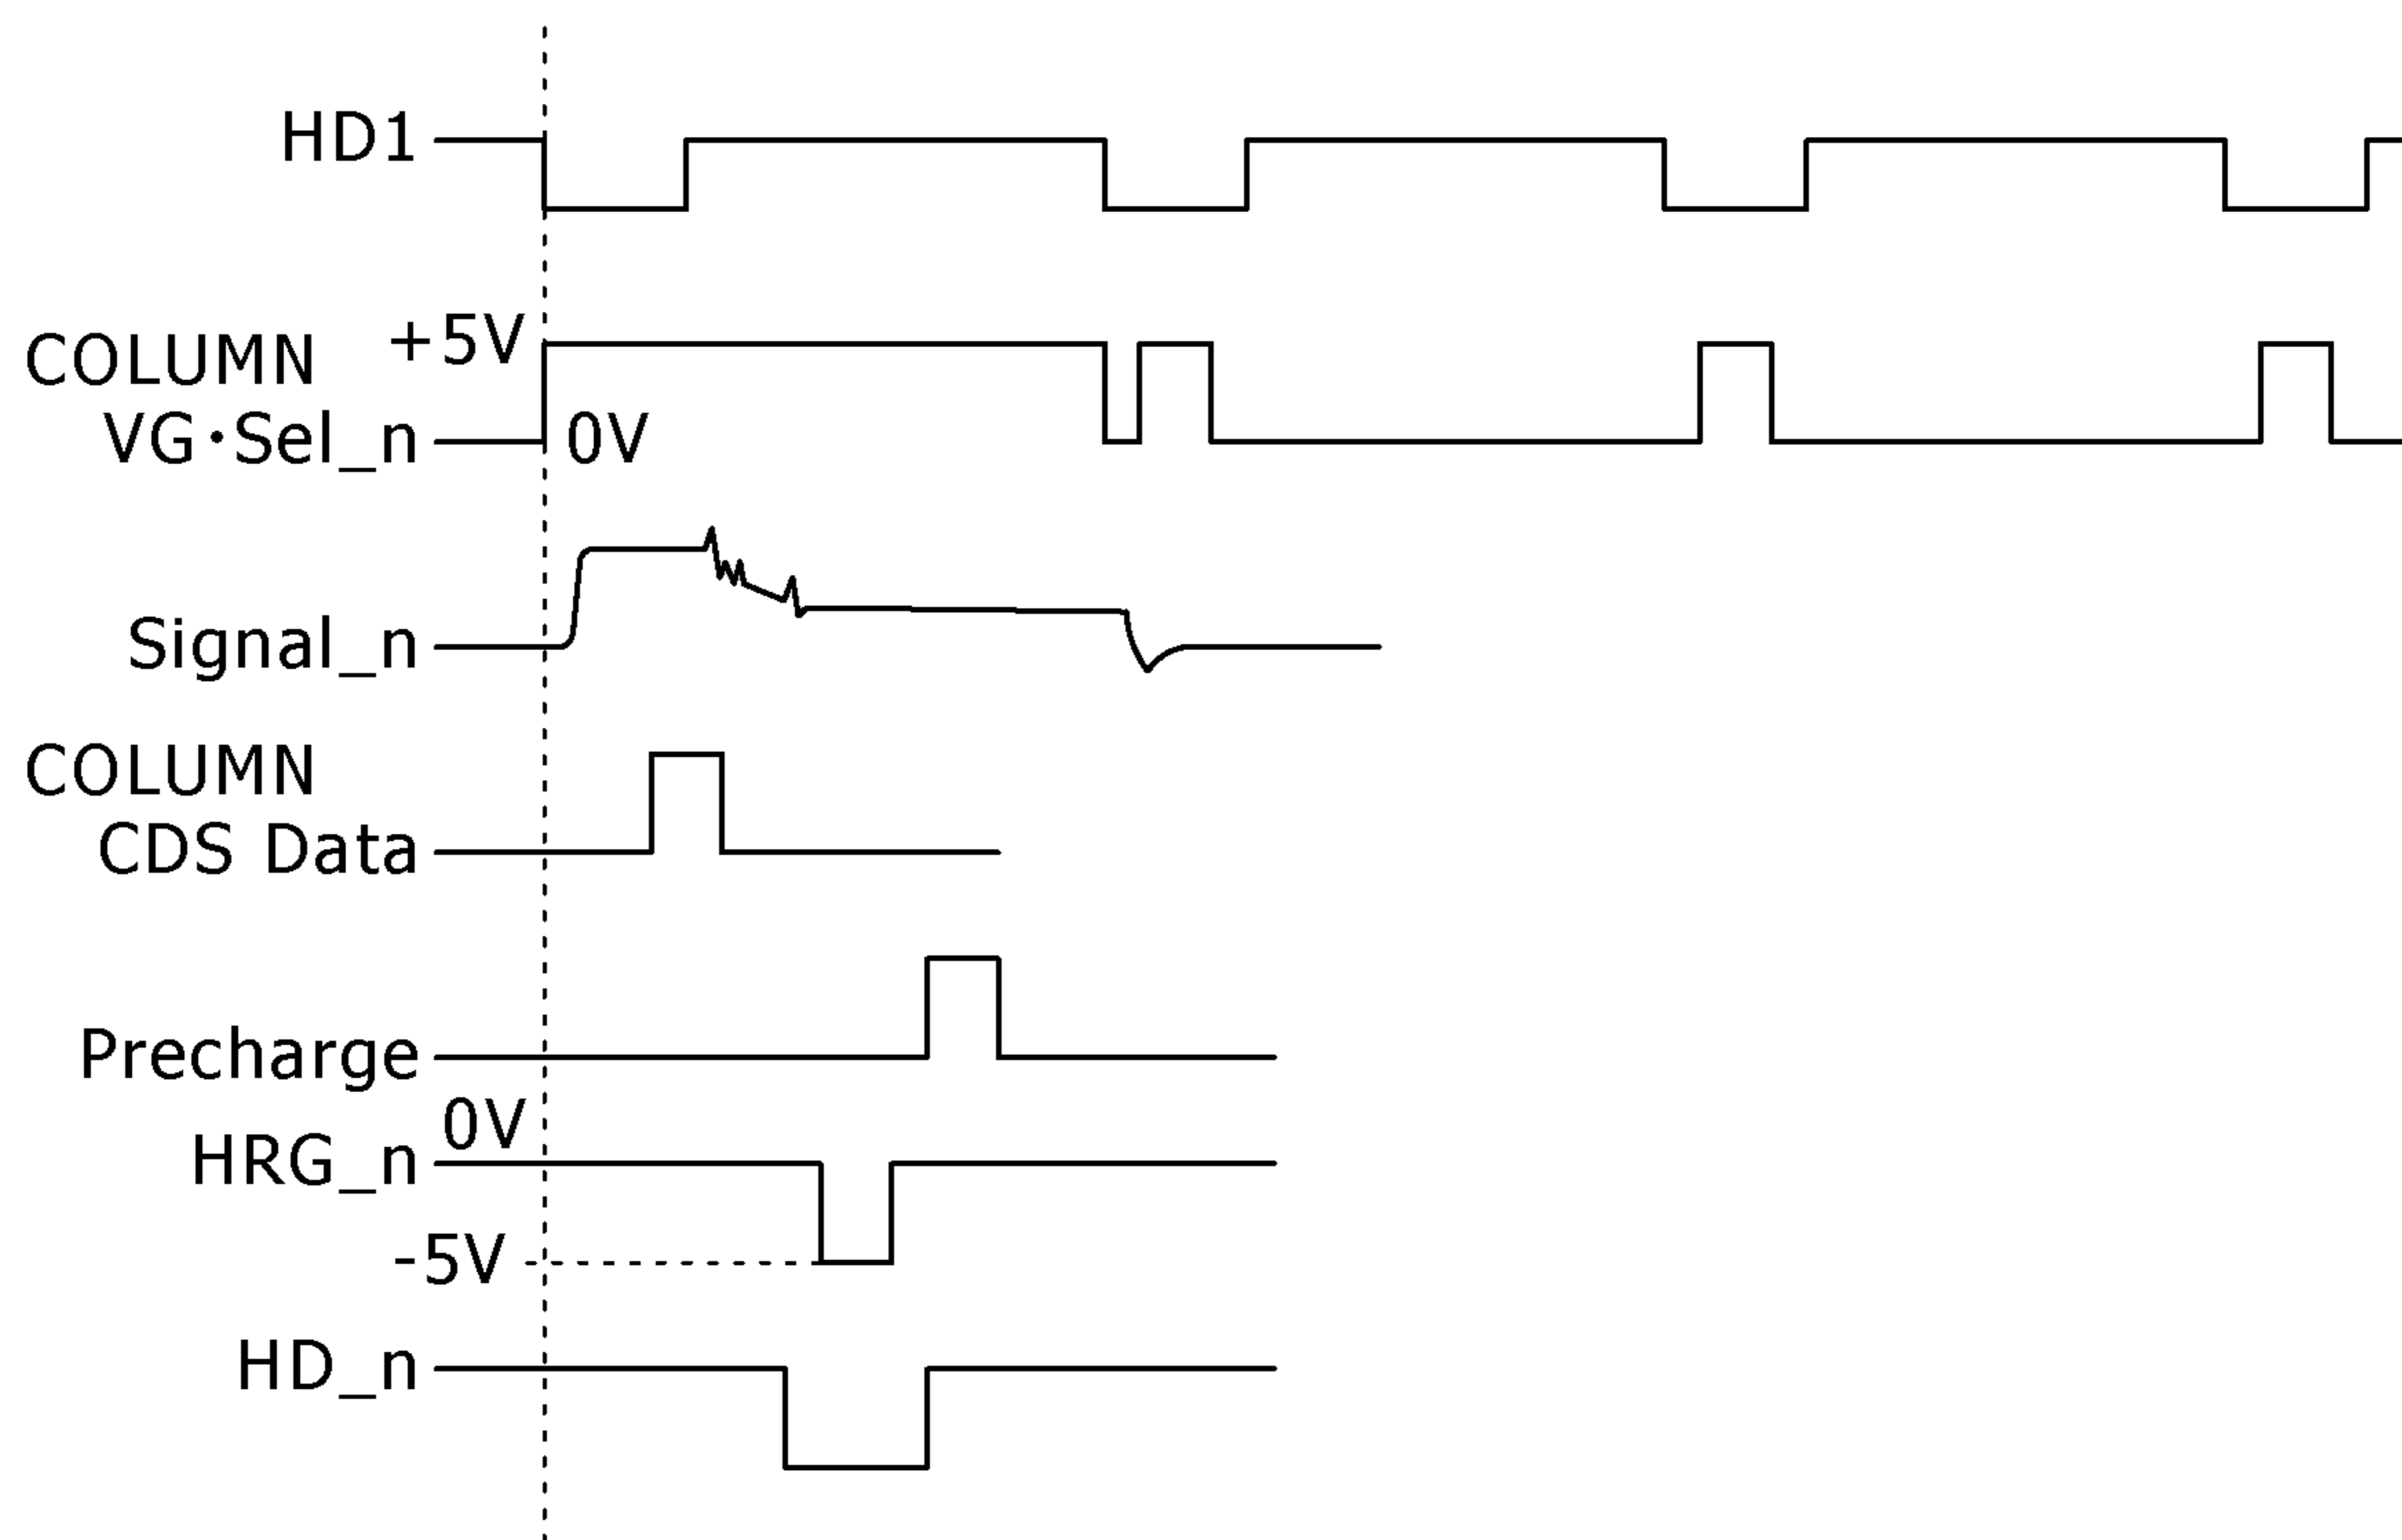 HD1
COLUMN +5V
VG·Sel_n 0V
Signal_n
COLUMN
CDS Data
Precharge
0V
HRG_n
-5V
HD_n